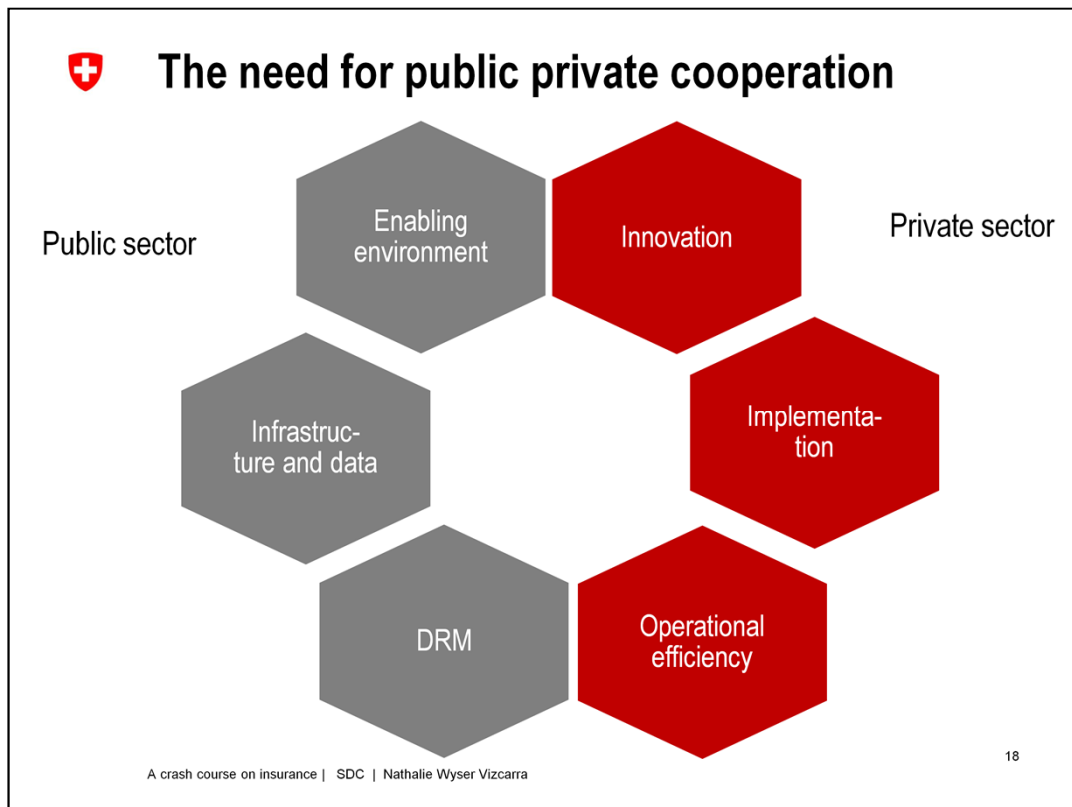 The need for public private cooperation
Public sector
Private sector
Enabling
environment
Innovation
Infrastruc-
ture and data
Implementa-
tion
DRM
Operational
efficiency
A crash course on insurance | SDC | Nathalie Wyser Vizcarra
18